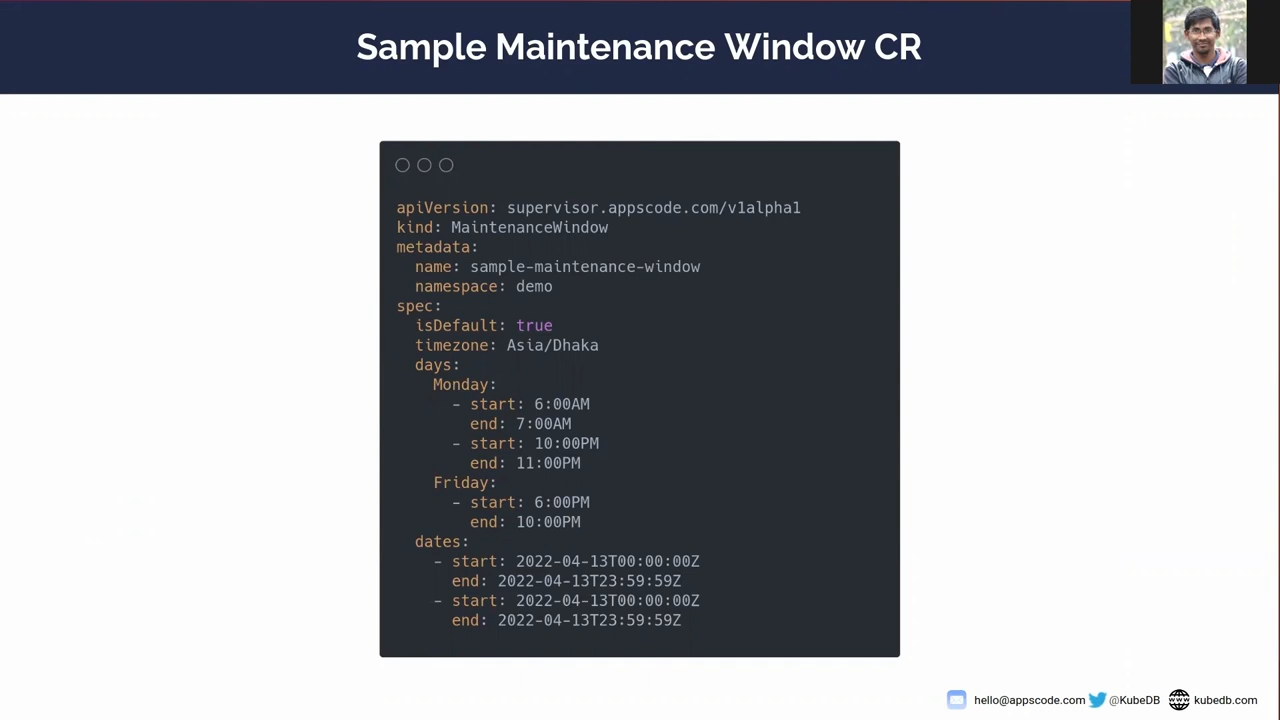 Sample Maintenance Window CR
apiVersion: supervisor.appscode.com/v1alpha1
kind: MaintenanceWindow
metadata:
  name: sample-maintenance-window
  namespace: demo
spec:
  isDefault: true
  timezone: Asia/Dhaka
  days:
    Monday:
      - start: 6:00AM
        end: 7:00AM
      - start: 10:00PM
        end: 11:00PM
    Friday:
      - start: 6:00PM
        end: 10:00PM
  dates:
    - start: 2022-04-13T00:00:00Z
      end: 2022-04-13T23:59:59Z
    - start: 2022-04-13T00:00:00Z
      end: 2022-04-13T23:59:59Z
hello@appscode.com @KubeDB kubedb.com